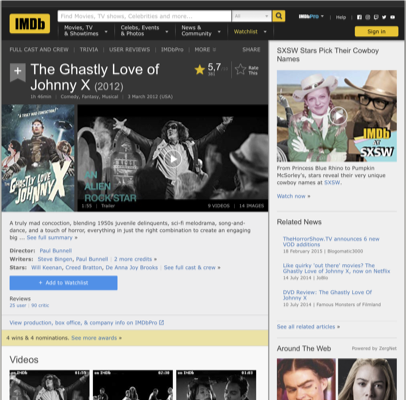 IMDb
Find Movies, TV shows, Celebrities and more...
All
IMDbPro
Help
Movies, TV
& Showtimes
Celebs, Events
& Photos
News &
Community
Watchlist
Sign in
FULL CAST AND CREW | TRIVIA | USER REVIEWS | IMDbPro | MORE
SHARE
The Ghastly Love of
Johnny X (2012)
5,7
Rate
This
1h 46min | Comedy, Fantasy, Musical | 3 March 2012 (USA)
A TRULY MAD CONCOCTION!
GHASTLY LOVE
JOHNNY X
AN
ALIEN
ROCK STAR
1:55 | Trailer
9 VIDEOS | 14 IMAGES
A truly mad concoction, blending 1950s juvenile delinquents, sci-fi melodrama, song-and-
dance, and a touch of horror, everything in just the right combination to create an engaging
big ... See full summary »
Director: Paul Bunnell
Writers: Steve Bingen, Paul Bunnell | 2 more credits »
Stars: Will Keenan, Creed Bratton, De Anna Joy Brooks | See full cast & crew »
+ Add to Watchlist
Reviews
25 user | 90 critic
View production, box office, & company info on IMDbPro
4 wins & 4 nominations. See more awards »
Videos
SXSW Stars Pick Their Cowboy
Names
IMDb
SXSW
From Princess Blue Rhino to Pumpkin
McSorley's, stars reveal their very unique
cowboy names at SXSW.
Watch now »
Related News
TheHorrorShow.TV announces 6 new
VOD additions
16 February 2015 | Blogomatic3000
Like quirky 'out there' movies? The
Ghastly Love of Johnny X, now on Netflix
14 July 2014 | JoBlo
DVD Review: The Ghastly Love Of
Johnny X
10 July 2014 | Famous Monsters of Filmland
See all related articles »
Around The Web
Powered by ZergNet